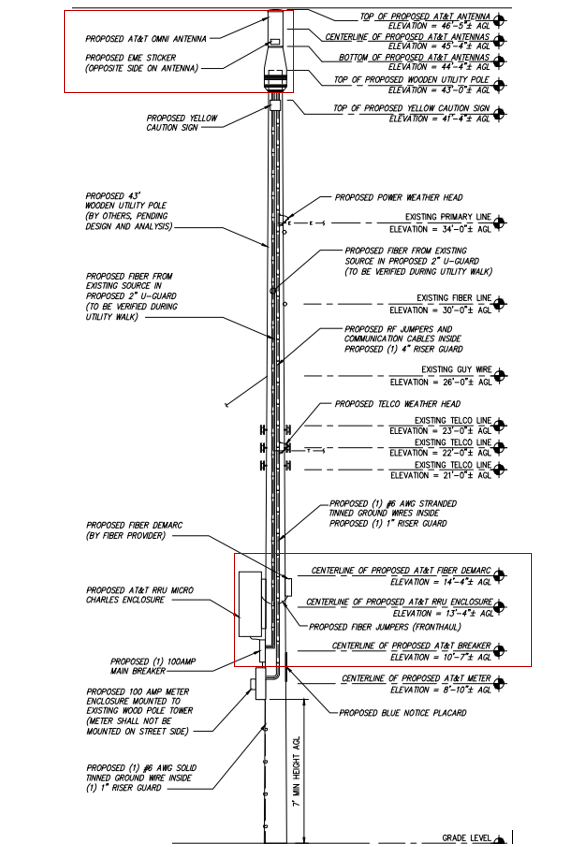 TOP OF PROPOSED AT&T ANTENNA
ELEVATION = 46'-5"± AGL
PROPOSED AT&T OMNI ANTENNA
CENTERLINE OF PROPOSED AT&T ANTENNAS
ELEVATION = 45'-4"± AGL
PROPOSED EME STICKER
(OPPOSITE SIDE ON ANTENNA)
BOTTOM OF PROPOSED AT&T ANTENNAS
ELEVATION = 44'-4"± AGL
TOP OF PROPOSED WOODEN UTILITY POLE
ELEVATION = 43'-0"± AGL
TOP OF PROPOSED YELLOW CAUTION SIGN
ELEVATION = 41'-4"± AGL
PROPOSED YELLOW
CAUTION SIGN
PROPOSED 43'
WOODEN UTILITY POLE
(BY OTHERS, PENDING
DESIGN AND ANALYSIS)
PROPOSED POWER WEATHER HEAD
E
E
EXISTING PRIMARY LINE
ELEVATION = 34'-0"± AGL
PROPOSED FIBER FROM EXISTING
SOURCE IN PROPOSED 2" U-GUARD
(TO BE VERIFIED DURING UTILITY WALK)
PROPOSED FIBER FROM
EXISTING SOURCE IN
PROPOSED 2" U-GUARD
(TO BE VERIFIED DURING
UTILITY WALK)
EXISTING FIBER LINE
ELEVATION = 30'-0"± AGL
PROPOSED RF JUMPERS AND
COMMUNICATION CABLES INSIDE
PROPOSED (1) 4" RISER GUARD
EXISTING GUY WIRE
ELEVATION = 26'-0"± AGL
PROPOSED TELCO WEATHER HEAD
EXISTING TELCO LINE
ELEVATION = 23'-0"± AGL
EXISTING TELCO LINE
ELEVATION = 22'-0"± AGL
T
EXISTING TELCO LINE
ELEVATION = 21'-0"± AGL
PROPOSED (1) #6 AWG STRANDED
TINNED GROUND WIRES INSIDE
PROPOSED (1) 1" RISER GUARD
PROPOSED FIBER DEMARC
(BY FIBER PROVIDER)
CENTERLINE OF PROPOSED AT&T FIBER DEMARC
ELEVATION = 14'-4"± AGL
PROPOSED AT&T RRU MICRO
CHARLES ENCLOSURE
CENTERLINE OF PROPOSED AT&T RRU ENCLOSURE
ELEVATION = 13'-4"± AGL
PROPOSED FIBER JUMPERS (FRONTHAUL)
CENTERLINE OF PROPOSED AT&T BREAKER
ELEVATION = 10'-7"± AGL
PROPOSED (1) 100AMP
MAIN BREAKER
CENTERLINE OF PROPOSED AT&T METER
ELEVATION = 8'-10"± AGL
PROPOSED 100 AMP METER
ENCLOSURE MOUNTED TO
EXISTING WOOD POLE TOWER
(METER SHALL NOT BE
MOUNTED ON STREET SIDE)
PROPOSED BLUE NOTICE PLACARD
7' MIN HEIGHT AGL
PROPOSED (1) #6 AWG SOLID
TINNED GROUND WIRE INSIDE
(1) 1" RISER GUARD
GRADE LEVEL